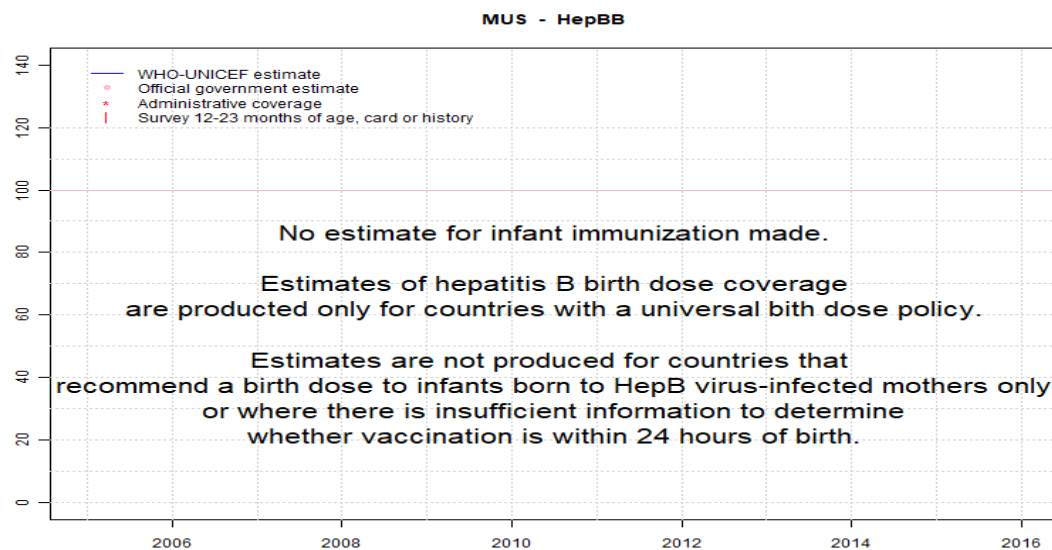 MUS - HepBB
140
120
100
80
60
40
20
0
WHO-UNICEF estimate
Official government estimate
Administrative coverage
Survey 12-23 months of age, card or history
No estimate for infant immunization made.
Estimates of hepatitis B birth dose coverage
are producted only for countries with a universal bith dose policy.
Estimates are not produced for countries that
recommend a birth dose to infants born to HepB virus-infected mothers only
or where there is insufficient information to determine
whether vaccination is within 24 hours of birth.
2006 2008 2010 2012 2014 2016